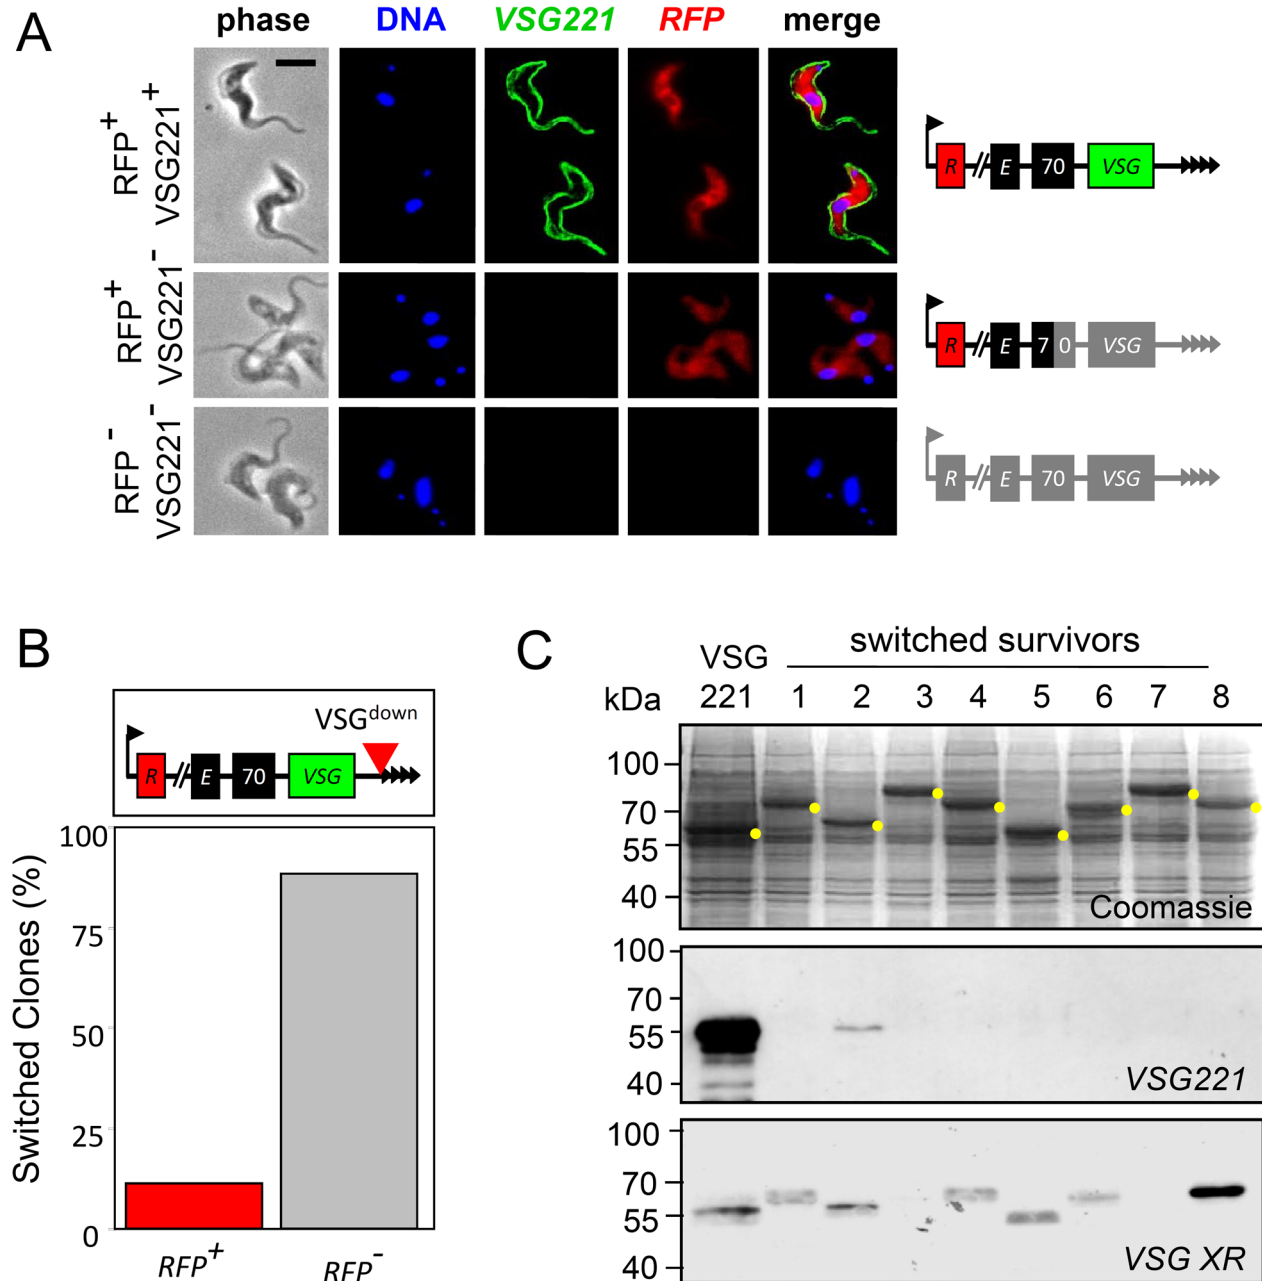 A
phase DNA VSG221 RFP merge
RFP+
VSG221+
R E 70 VSG
RFP+
VSG221-
R E 7 0 VSG
RFP-
VSG221-
R E 70 VSG
B
VSGdown
R E 70 VSG
Switched Clones (%)
100
75
50
25
0
RFP+ RFP-
C
switched survivors
VSG
kDa 221 1 2 3 4 5 6 7 8
100
70
55
40
Coomassie
100
70
55
40
VSG221
100
70
55
40
VSG XR